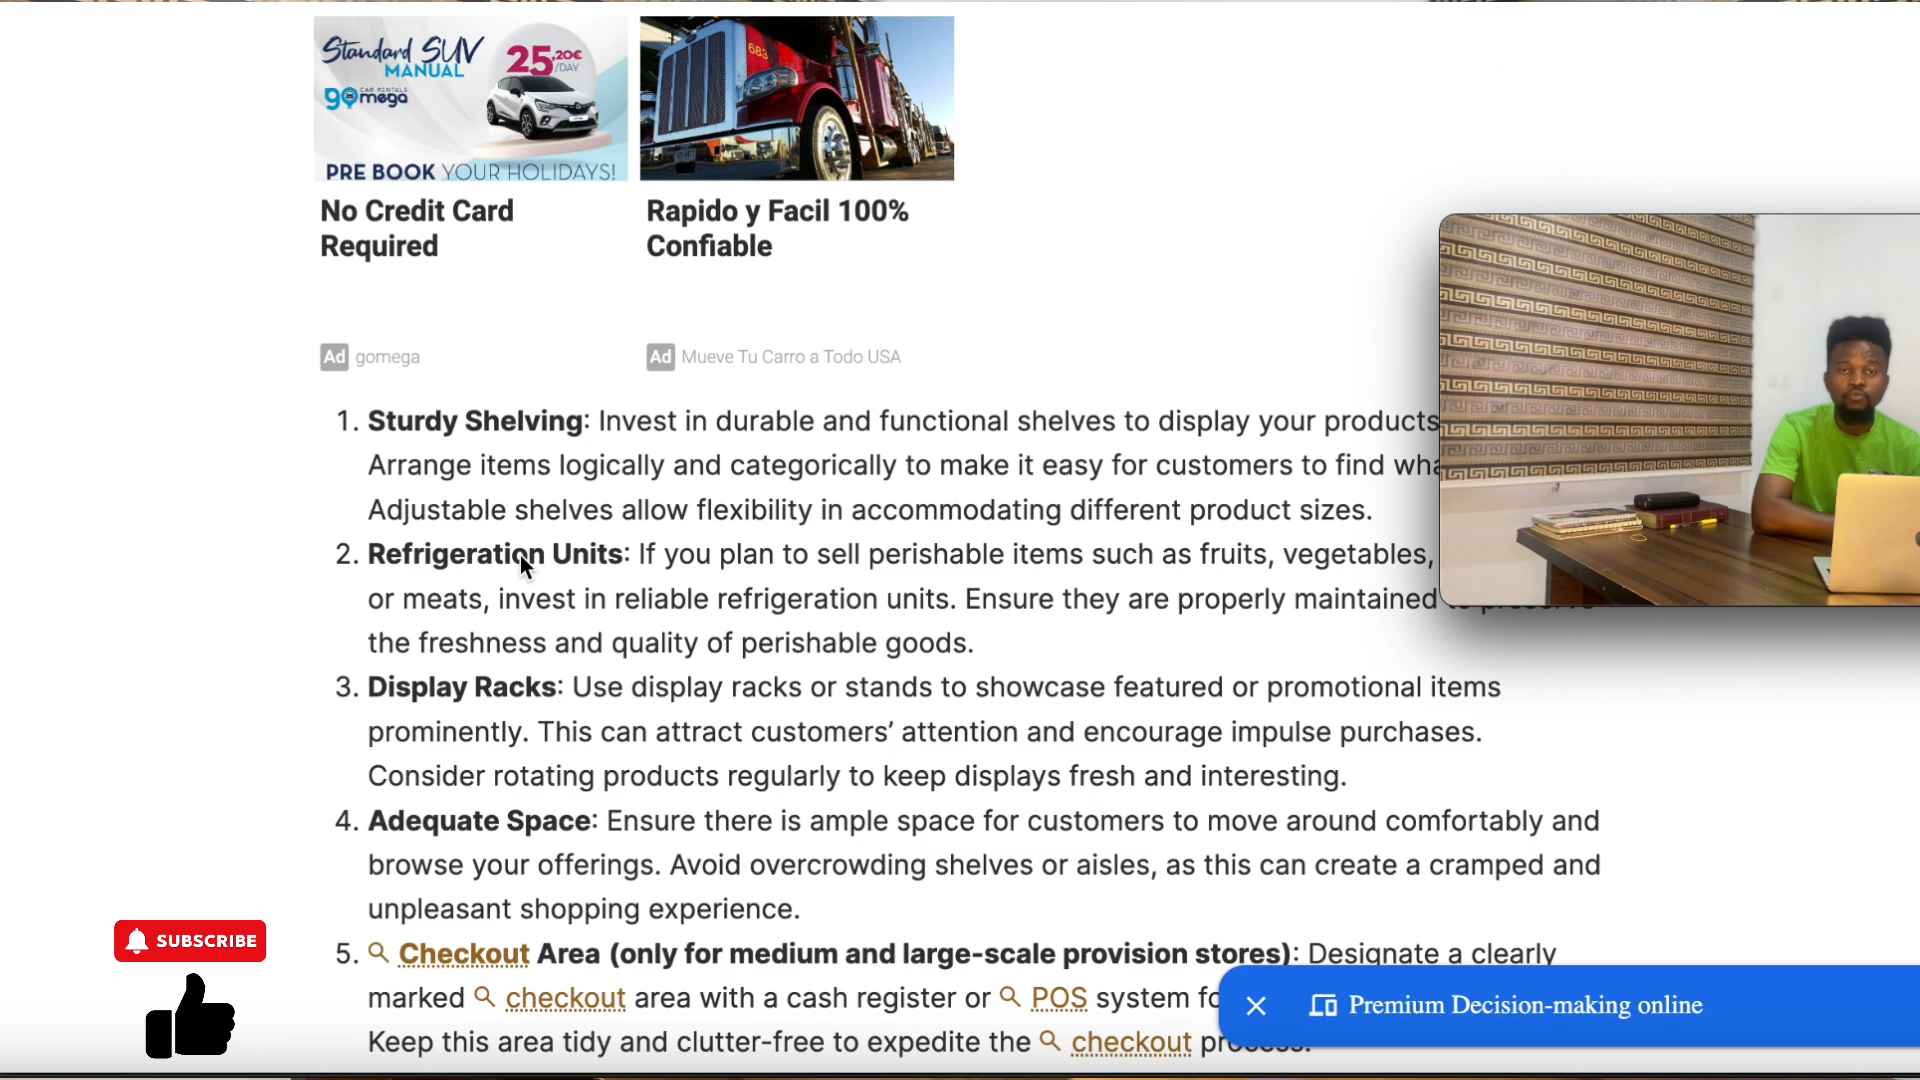 Standard SUV
MANUAL
25,20€
/DAY
CAR RENTALS
gomega
PRE BOOK YOUR HOLIDAYS!
683
No Credit Card
Required
Rapido y Facil 100%
Confiable
Ad gomega
Ad Mueve Tu Carro a Todo USA
1. Sturdy Shelving: Invest in durable and functional shelves to display your products
Arrange items logically and categorically to make it easy for customers to find
Adjustable shelves allow flexibility in accommodating different product sizes.
2. Refrigeration Units: If you plan to sell perishable items such as fruits, vegetables,
or meats, invest in reliable refrigeration units. Ensure they are properly maintained
the freshness and quality of perishable goods.
3. Display Racks: Use display racks or stands to showcase featured or promotional items
prominently. This can attract customers’ attention and encourage impulse purchases.
Consider rotating products regularly to keep displays fresh and interesting.
4. Adequate Space: Ensure there is ample space for customers to move around comfortably and
browse your offerings. Avoid overcrowding shelves or aisles, as this can create a cramped and
unpleasant shopping experience.
5. Checkout Area (only for medium and large-scale provision stores): Designate a clearly
marked checkout area with a cash register or POS system
Keep this area tidy and clutter-free to expedite the checkout
SUBSCRIBE
Premium Decision-making online